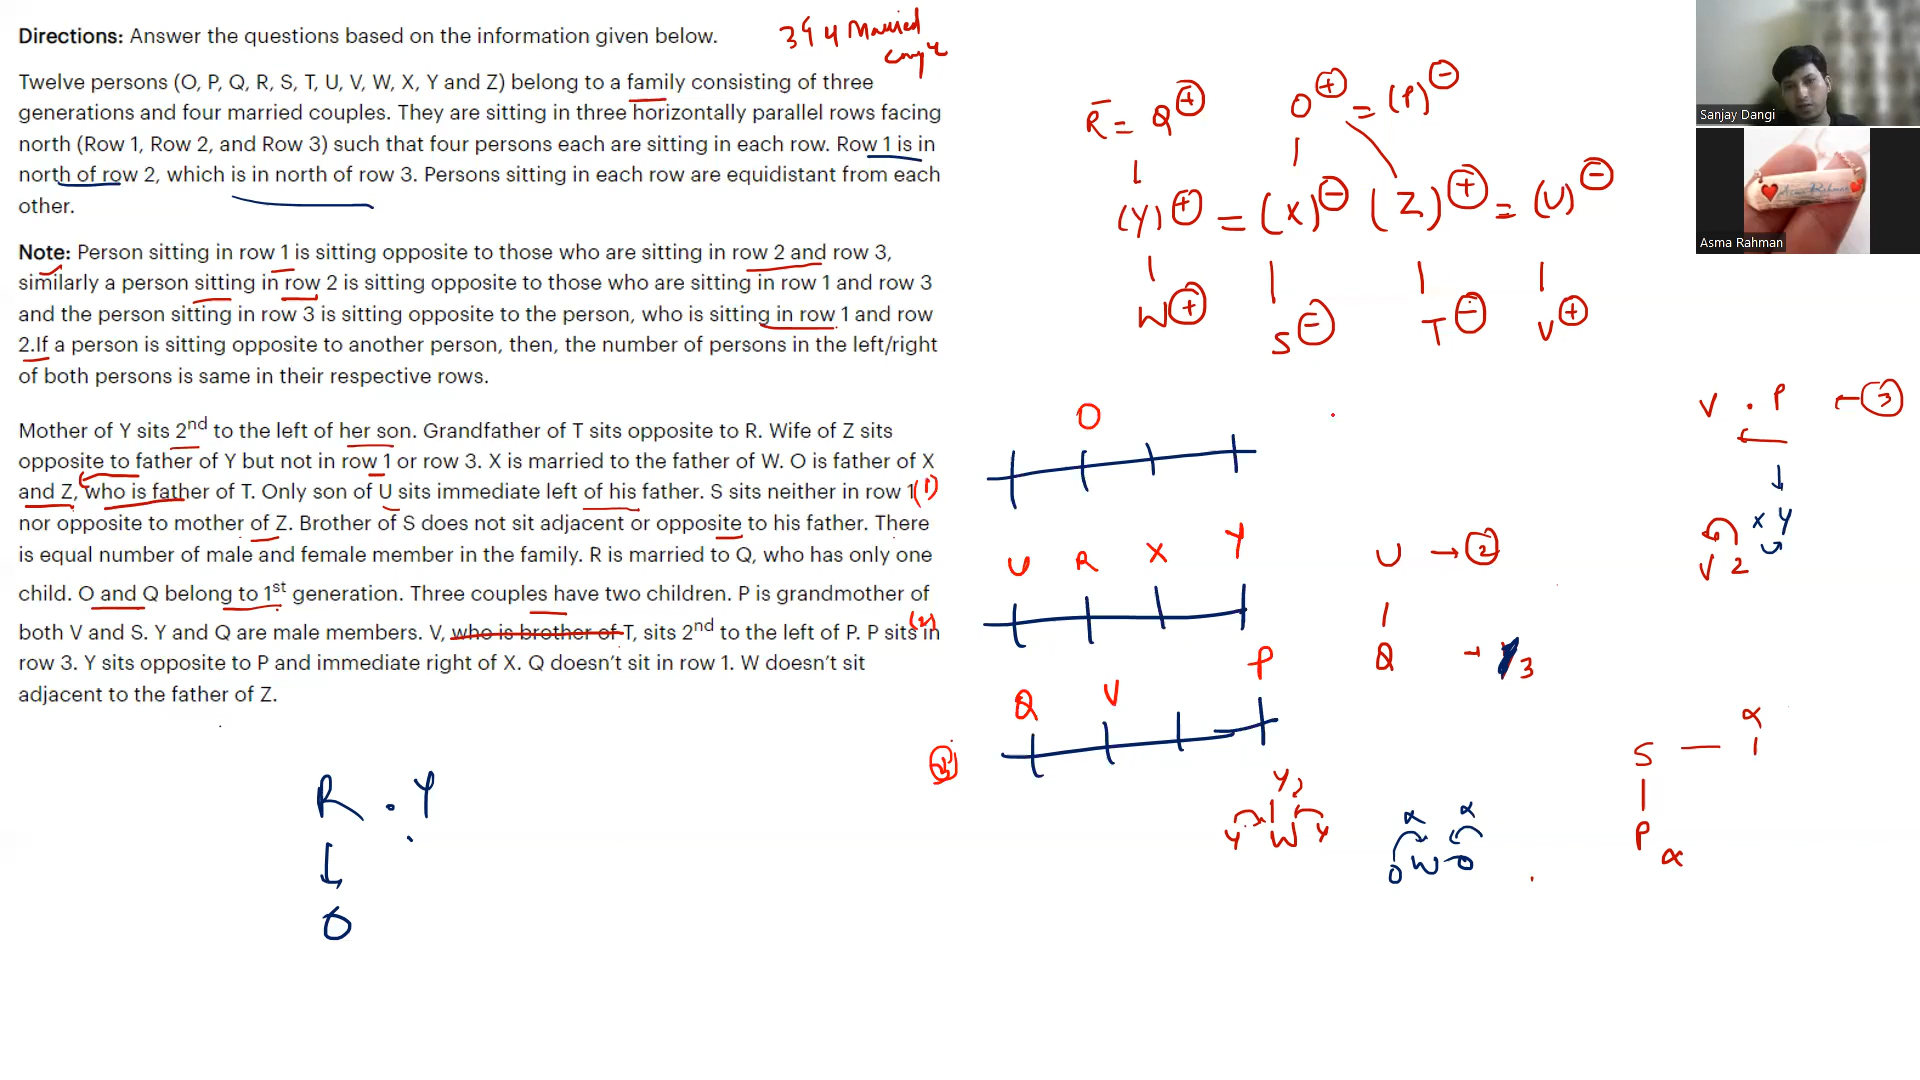 Directions: Answer the questions based on the information given below.
Twelve persons (O, P, Q, R, S, T, U, V, W, X, Y and Z) belong to a family consisting of three
generations and four married couples. They are sitting in three horizontally parallel rows facing
north (Row 1, Row 2, and Row 3) such that four persons each are sitting in each row. Row 1 is in
north of row 2, which is in north of row 3. Persons sitting in each row are equidistant from each
other.
Note: Person sitting in row 1 is sitting opposite to those who are sitting in row 2 and row 3,
similarly a person sitting in row 2 is sitting opposite to those who are sitting in row 1 and row 3
and the person sitting in row 3 is sitting opposite to the person, who is sitting in row 1 and row
2.If a person is sitting opposite to another person, then, the number of persons in the left/right
of both persons is same in their respective rows.
Mother of Y sits 2nd to the left of her son. Grandfather of T sits opposite to R. Wife of Z sits
opposite to father of Y but not in row 1 or row 3. X is married to the father of W. O is father of X
and Z, who is father of T. Only son of U sits immediate left of his father. S sits neither in row 1 (1)
nor opposite to mother of Z. Brother of S does not sit adjacent or opposite to his father. There
is equal number of male and female member in the family. R is married to Q, who has only one
child. O and Q belong to 1st generation. Three couples have two children. P is grandmother of
both V and S. Y and Q are male members. V, who is brother of T, sits 2nd to the left of P. P sits in
row 3. Y sits opposite to P and immediate right of X. Q doesn't sit in row 1. W doesn't sit
adjacent to the father of Z.
Married
R = Q + O + = (P) -
(Y) + = (X) - (Z) + = (U) -
W + S - T - V +
O
U R X Y
Q V P
U → 2
Q → 3
V . P ← 3
X Y
V 2
S — α
P α
Y W Y
α α
O W O
R . Y
O
Sanjay Dangi
Asma Rahman